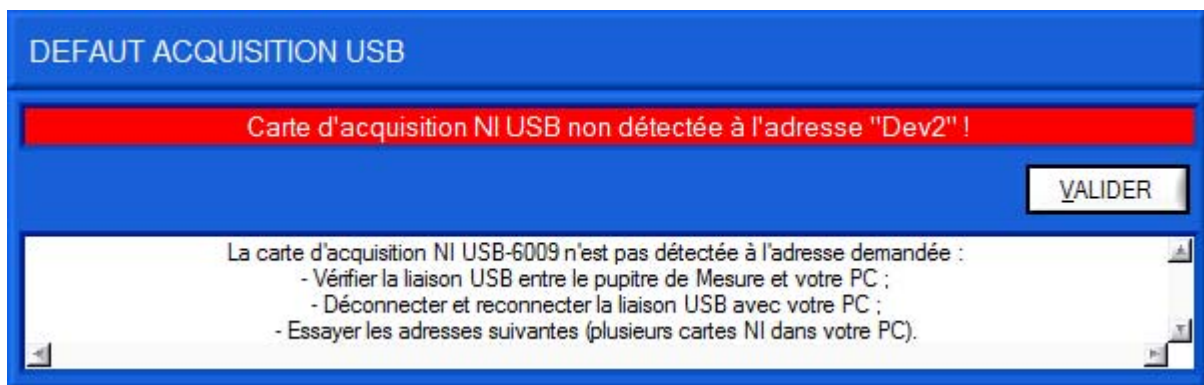 DEFAUT ACQUISITION USB
Carte d'acquisition NI USB non détectée à l'adresse "Dev2" !
VALIDER
La carte d'acquisition NI USB-6009 n'est pas détectée à l'adresse demandée :
- Vérifier la liaison USB entre le pupitre de Mesure et votre PC ;
- Déconnecter et reconnecter la liaison USB avec votre PC ;
- Essayer les adresses suivantes (plusieurs cartes NI dans votre PC).